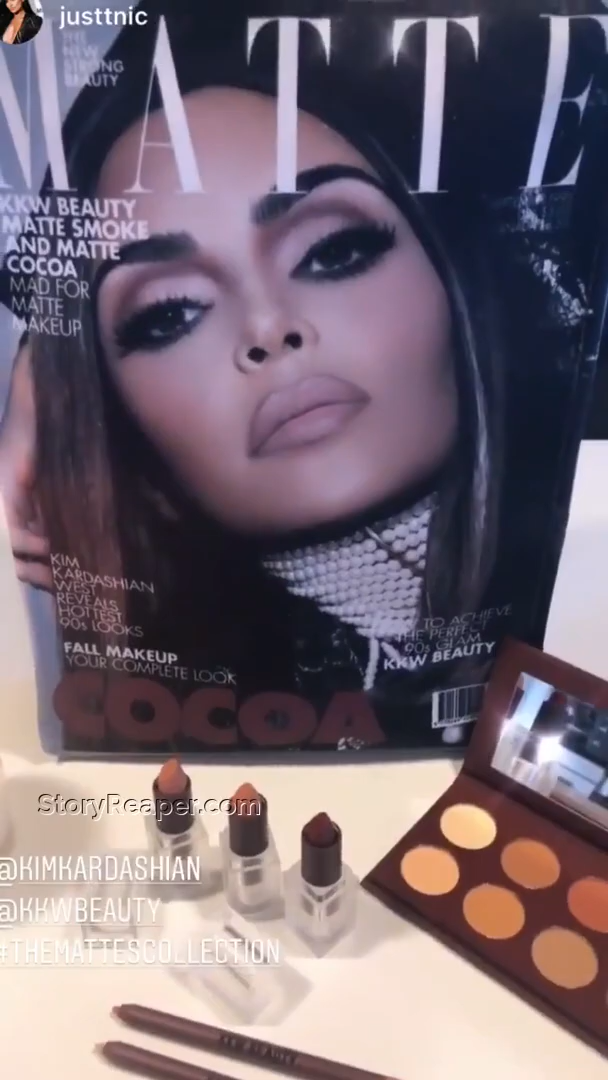 justtnic
THE
NEW
STRONG
BEAUTY
MATTE
KKW BEAUTY
MATTE SMOKE
AND MATTE
COCOA
MAD FOR
MATTE
MAKEUP
KIM
KARDASHIAN
WEST
REVEALS
HOTTEST
90s LOOKS
TO ACHIEVE
THE PERFECT
90s GLAM
KKW BEAUTY
FALL MAKEUP
YOUR COMPLETE LOOK
COCOA
StoryReaper.com
@KIMKARDASHIAN
@KKWBEAUTY
#THEMATTESCOLLECTION
KKW BEAUTY